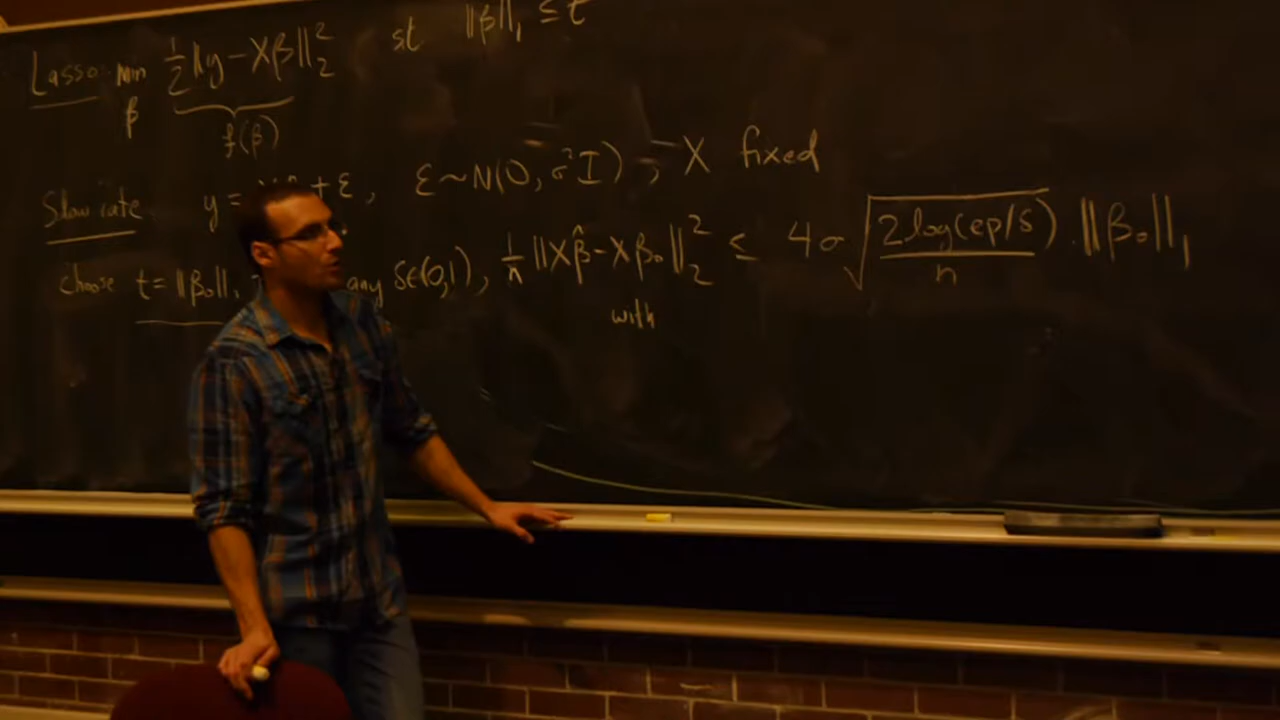 Lasso: min_β ½‖y − Xβ‖₂² st ‖β‖₁ ≤ t
f(β)
Slow rate y = + ε, ε ~ N(0, σ²I), X fixed
choose t = ‖β₀‖₁ any δ∈(0,1), 1/n ‖Xβ̂ − Xβ₀‖₂² ≤ 4σ √(2log(ep/δ)/n) · ‖β₀‖₁
with